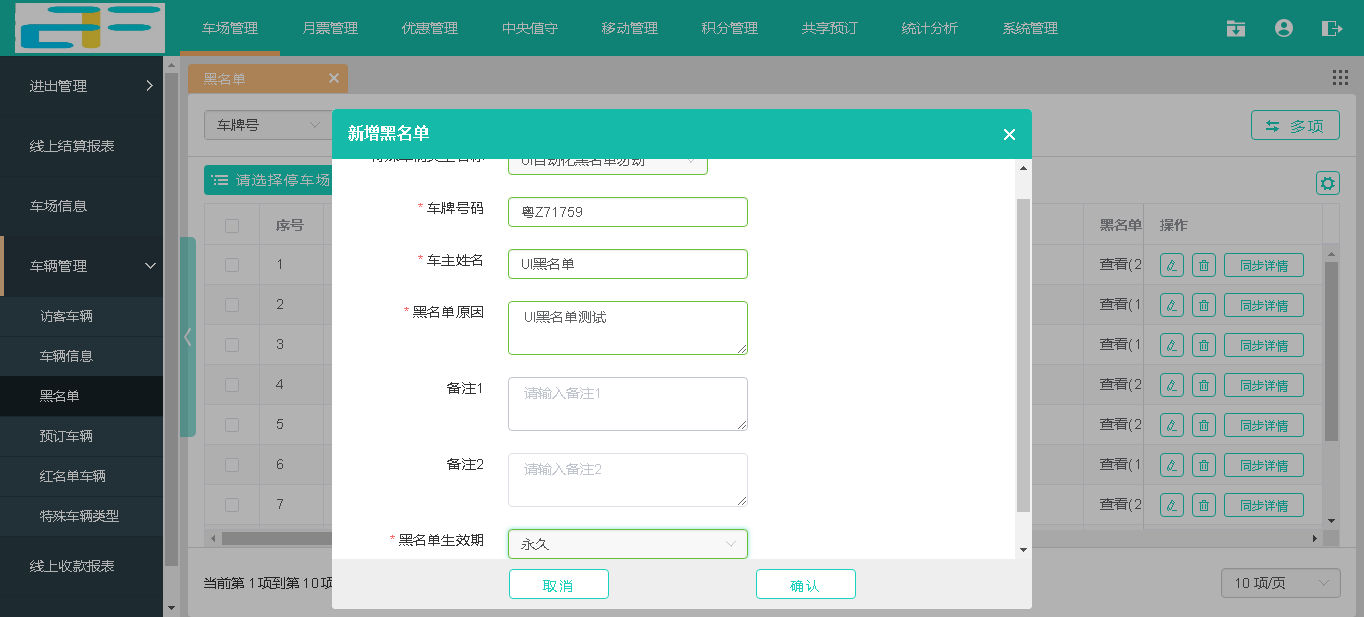 车场管理 月票管理 优惠管理 中央值守 移动管理 积分管理 共享预订 统计分析 系统管理
进出管理
线上结算报表
车场信息
车辆管理
访客车辆
车辆信息
黑名单
预订车辆
红名单车辆
特殊车辆类型
线上收款报表
黑名单
车牌号
多项
请选择停车场
序号 黑名单 操作
1 查看(2 同步详情
2 查看(1 同步详情
3 查看(1 同步详情
4 查看(2 同步详情
5 查看(2 同步详情
6 查看(1 同步详情
7 查看(2 同步详情
当前第 1项到第 10项
10 项/页
新增黑名单
特殊车辆类型名称 UI自动化黑名单勿动
* 车牌号码 粤Z71759
* 车主姓名 UI黑名单
* 黑名单原因 UI黑名单测试
备注1 请输入备注1
备注2 请输入备注2
* 黑名单生效期 永久
取消 确认